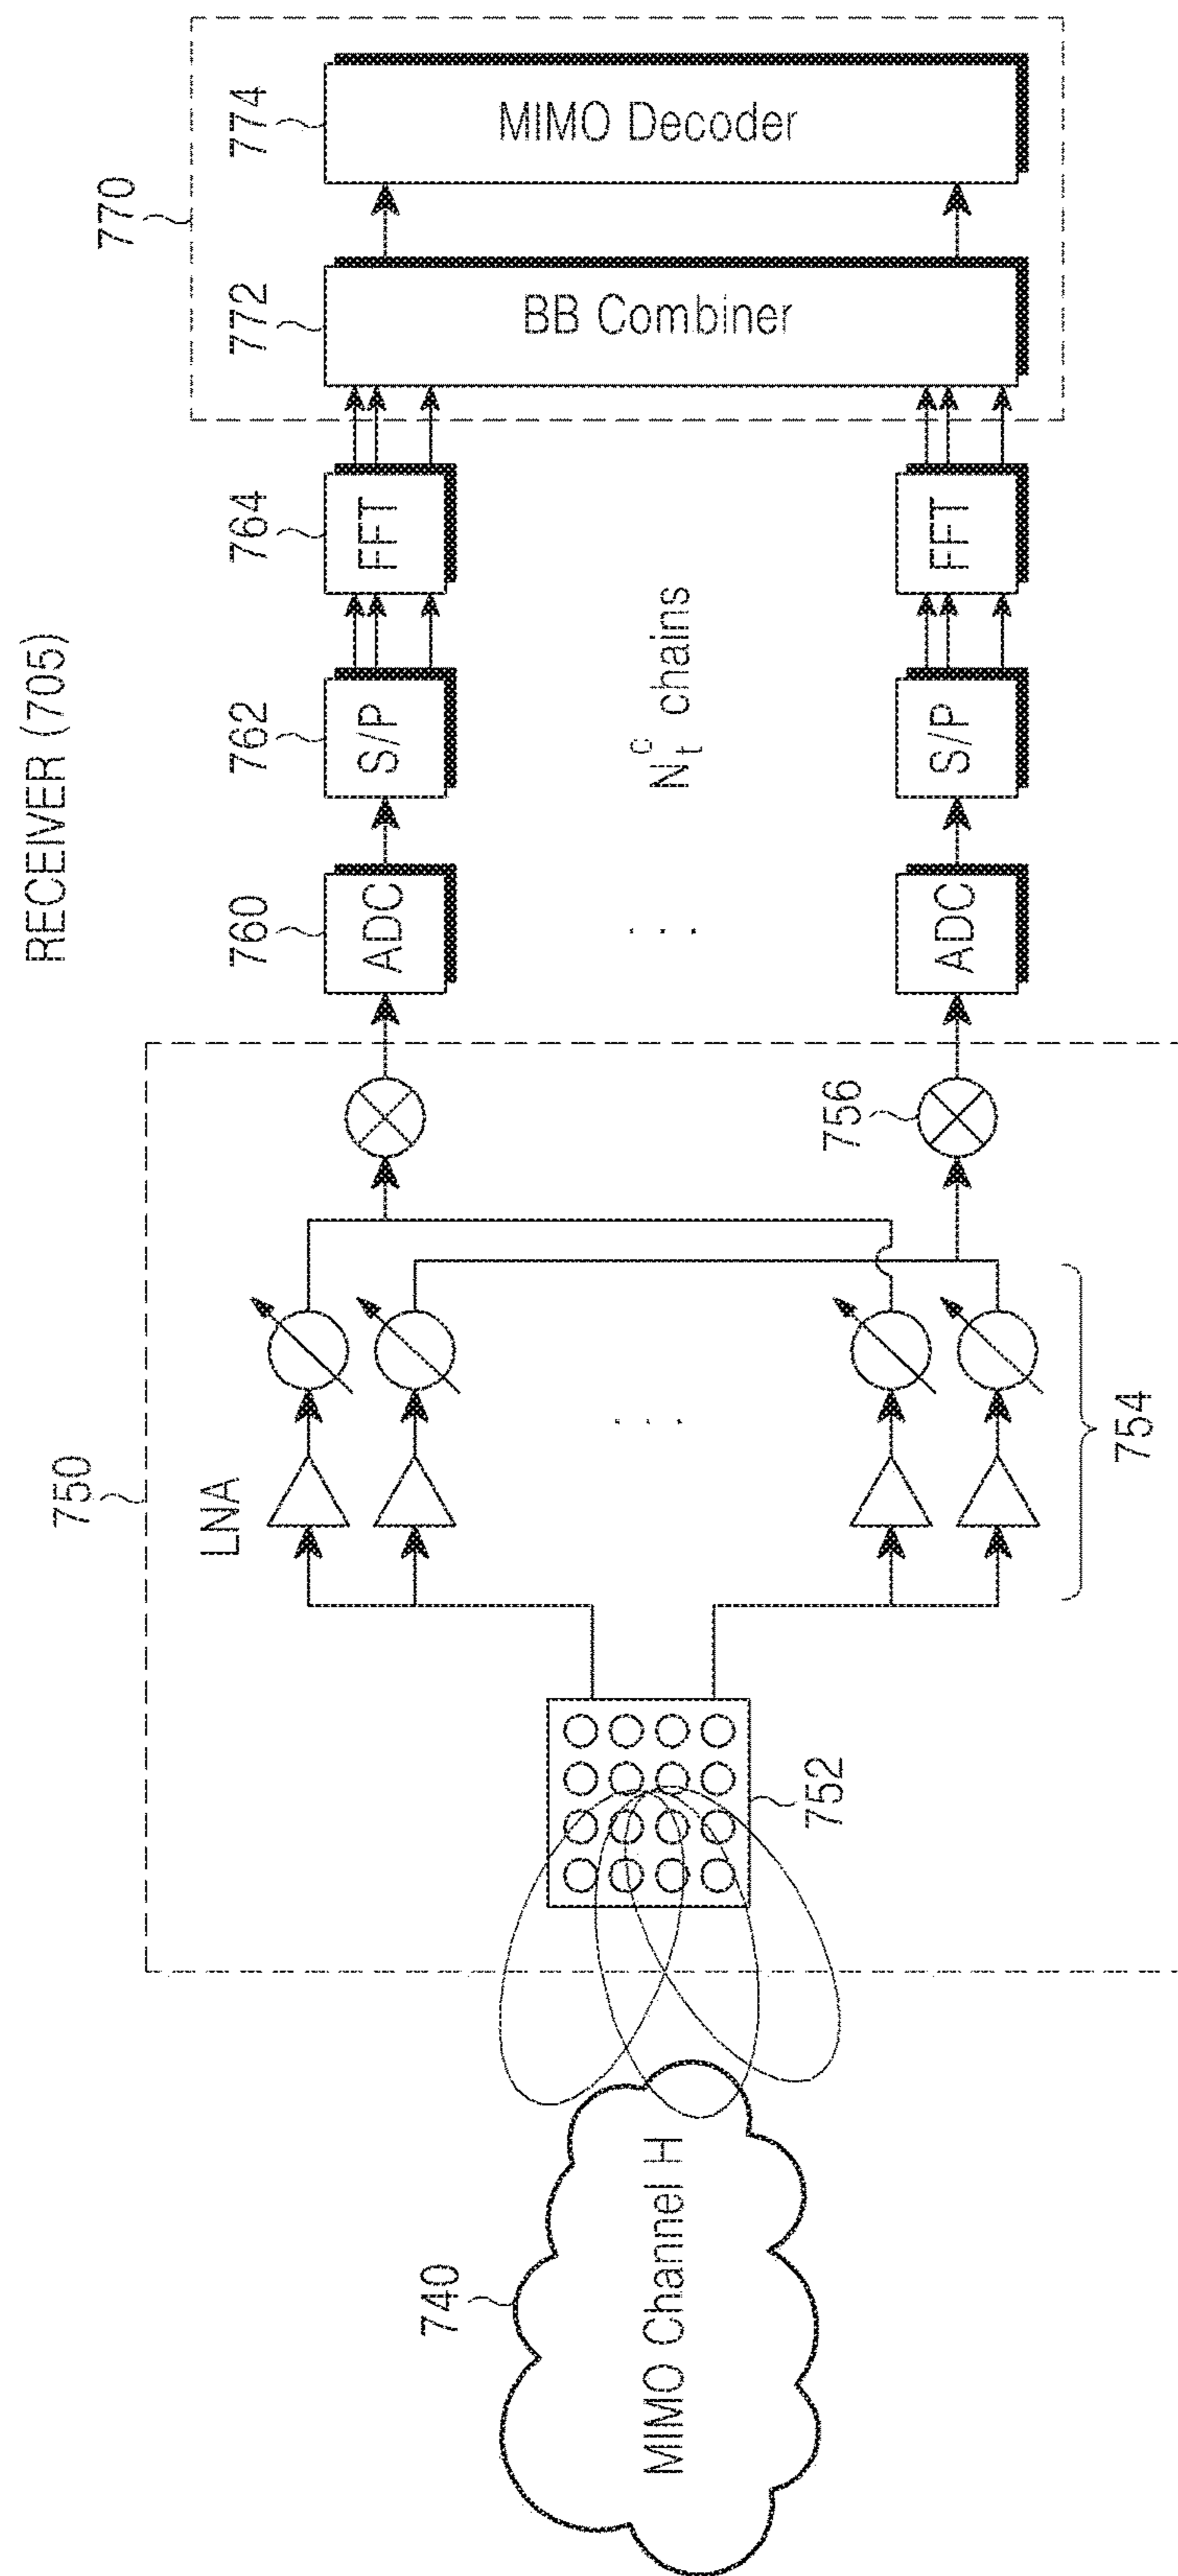 RECEIVER (705)
740
MIMO Channel H
750
752
LNA
754
756
760
ADC
ADC
. . .
. . .
762
S/P
S/P
N_t^c chains
764
FFT
FFT
770
772
BB Combiner
774
MIMO Decoder